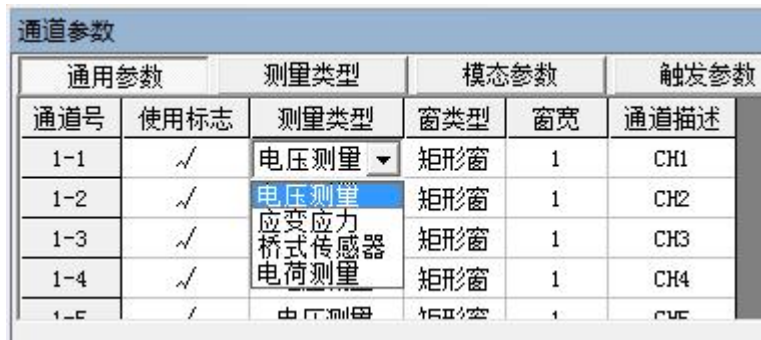 通道参数
通用参数 测量类型 模态参数 触发参数
通道号 使用标志 测量类型 窗类型 窗宽 通道描述
1-1 √ 电压测量 矩形窗 1 CH1
1-2 √ 电压测量 矩形窗 1 CH2
应变应力
1-3 √ 桥式传感器 矩形窗 1 CH3
1-4 √ 电荷测量 矩形窗 1 CH4